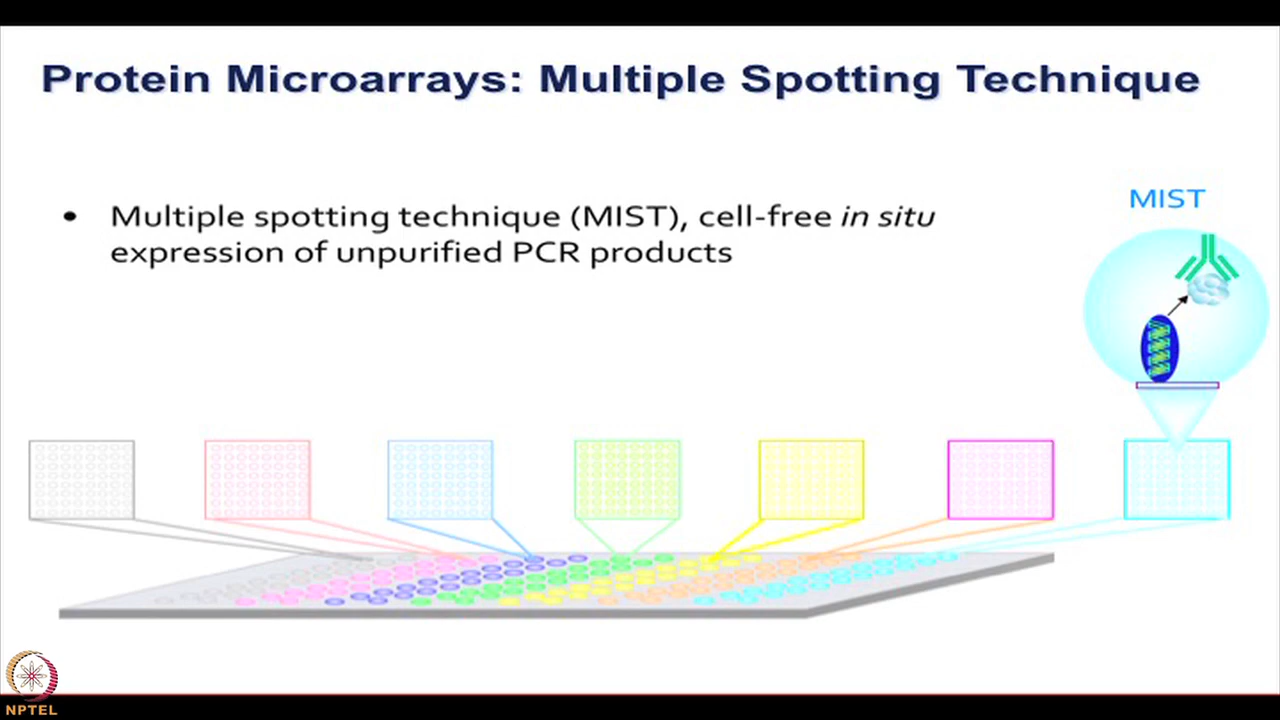 Protein Microarrays: Multiple Spotting Technique
MIST
• Multiple spotting technique (MIST), cell-free in situ
expression of unpurified PCR products
NPTEL